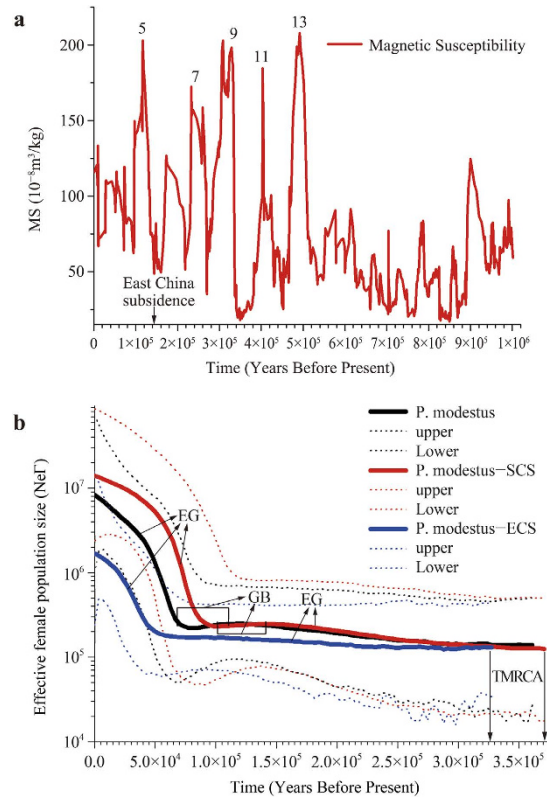 a
5
9
13
7
11
Magnetic Susceptibility
200
150
100
50
MS (10⁻⁸m³/kg)
East China
subsidence
0 1×10⁵ 2×10⁵ 3×10⁵ 4×10⁵ 5×10⁵ 6×10⁵ 7×10⁵ 8×10⁵ 9×10⁵ 1×10⁶
Time (Years Before Present)
b
P. modestus
upper
Lower
P. modestus−SCS
upper
Lower
P. modestus−ECS
upper
Lower
10⁷
10⁶
10⁵
10⁴
Effective female population size (NeΓ)
EG
GB
EG
TMRCA
0.0 5.0×10⁴ 1.0×10⁵ 1.5×10⁵ 2.0×10⁵ 2.5×10⁵ 3.0×10⁵ 3.5×10⁵
Time (Years Before Present)